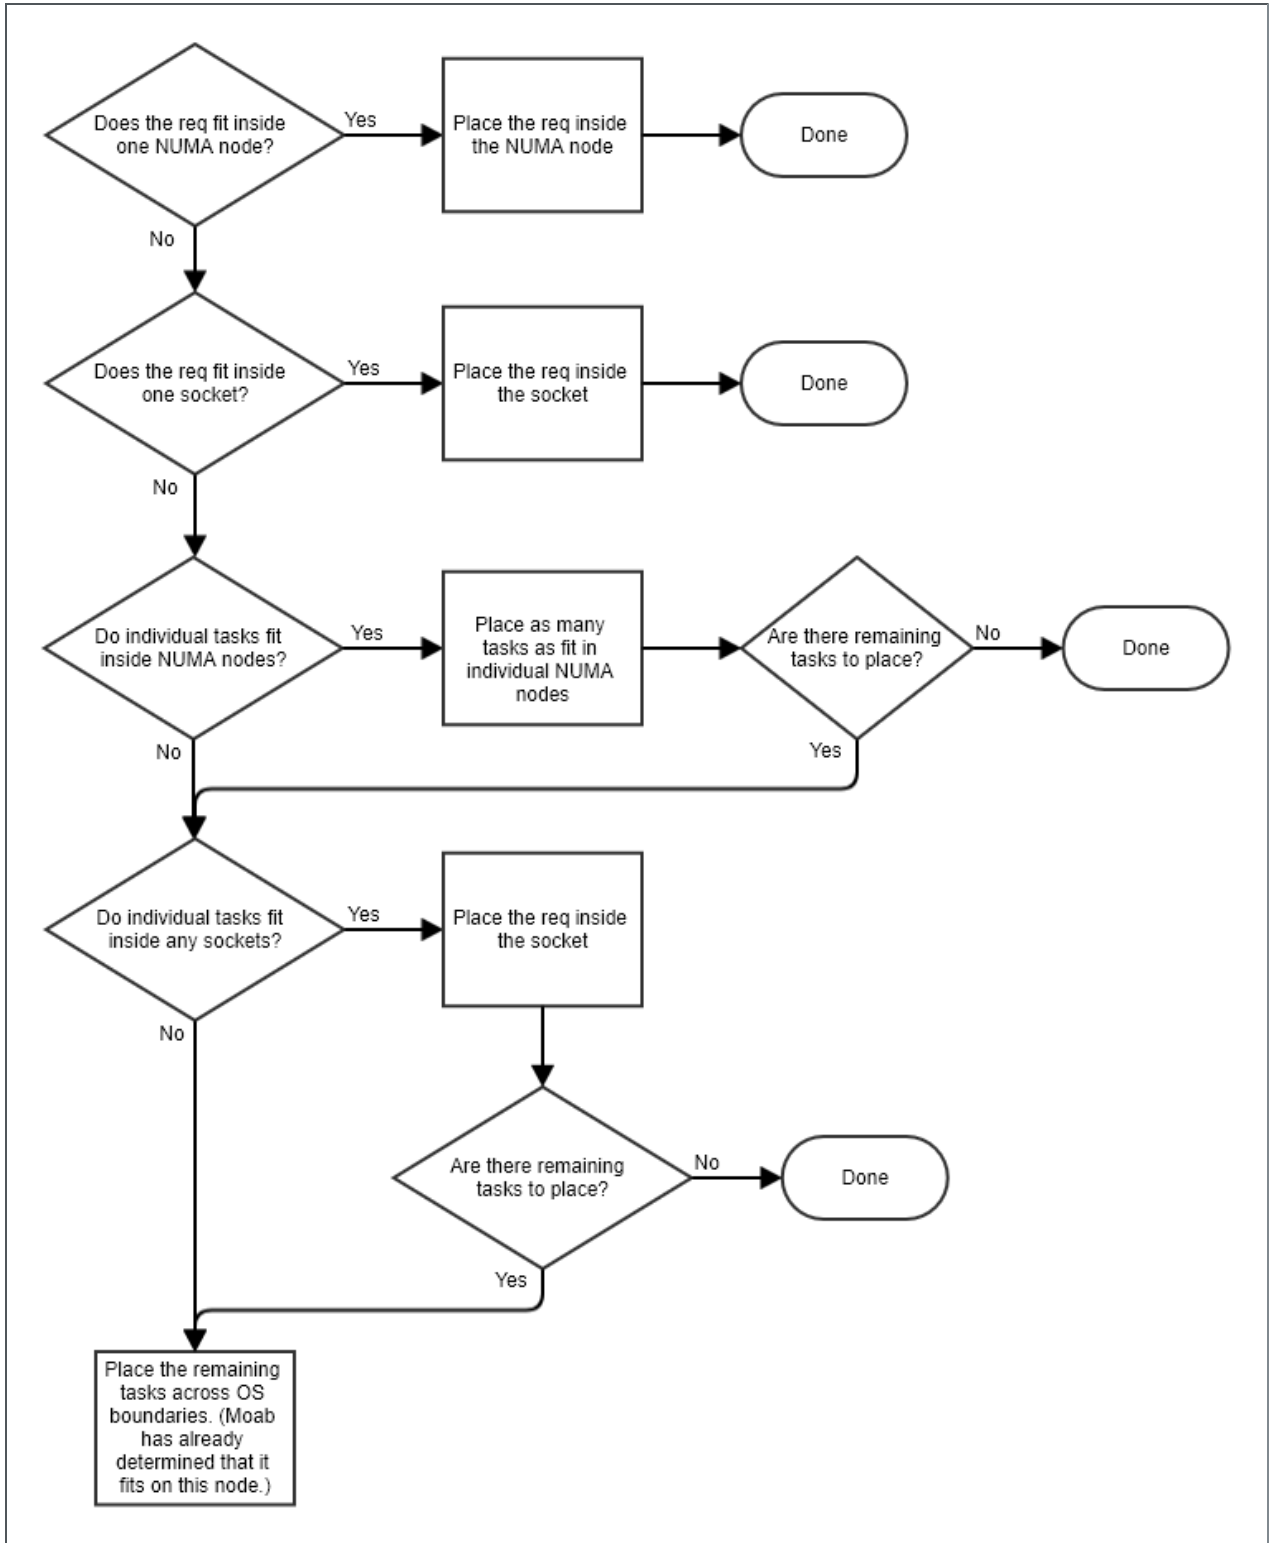 Does the req fit inside
one NUMA node?
Yes
Place the req inside
the NUMA node
Done
No
Does the req fit inside
one socket?
Yes
Place the req inside
the socket
Done
No
Do individual tasks fit
inside NUMA nodes?
Yes
Place as many
tasks as fit in
individual NUMA
nodes
Are there remaining
tasks to place?
No
Done
No
Yes
Do individual tasks fit
inside any sockets?
Yes
Place the req inside
the socket
No
Are there remaining
tasks to place?
No
Done
Yes
Place the remaining
tasks across OS
boundaries. (Moab
has already
determined that it
fits on this node.)